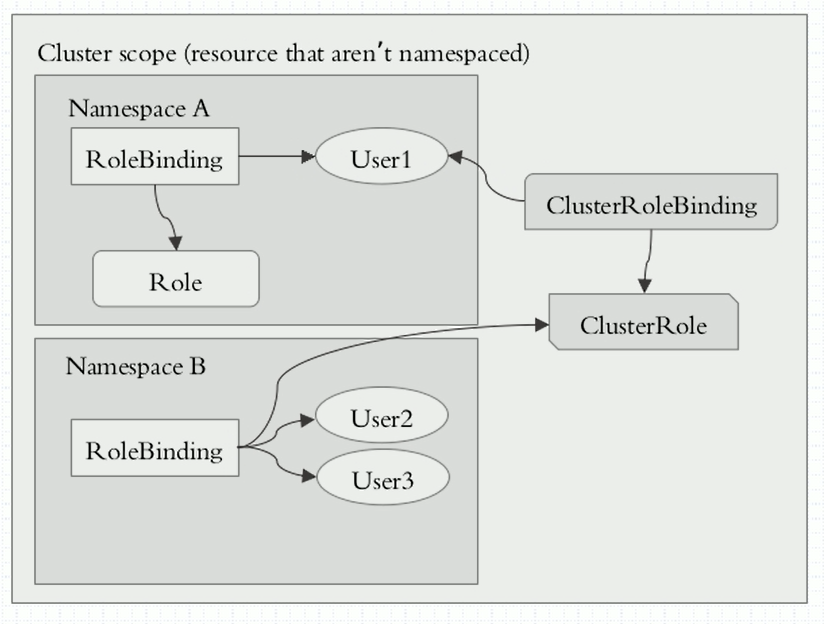 Cluster scope (resource that aren't namespaced)
Namespace A
RoleBinding
User1
ClusterRoleBinding
Role
ClusterRole
Namespace B
User2
RoleBinding
User3